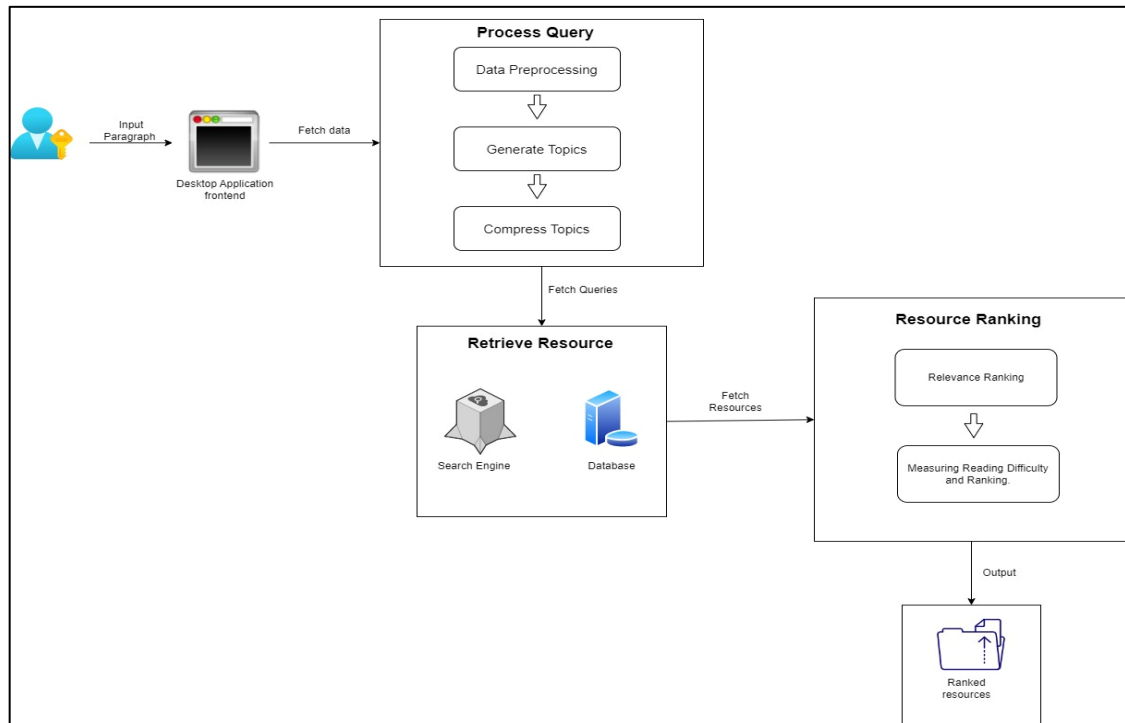 Process Query
Data Preprocessing
Input
Paragraph
Fetch data
Generate Topics
Desktop Application
frontend
Compress Topics
Fetch Queries
Retrieve Resource
Search Engine
Database
Fetch
Resources
Resource Ranking
Relevance Ranking
Measuring Reading Difficulty
and Ranking.
Output
Ranked
resources